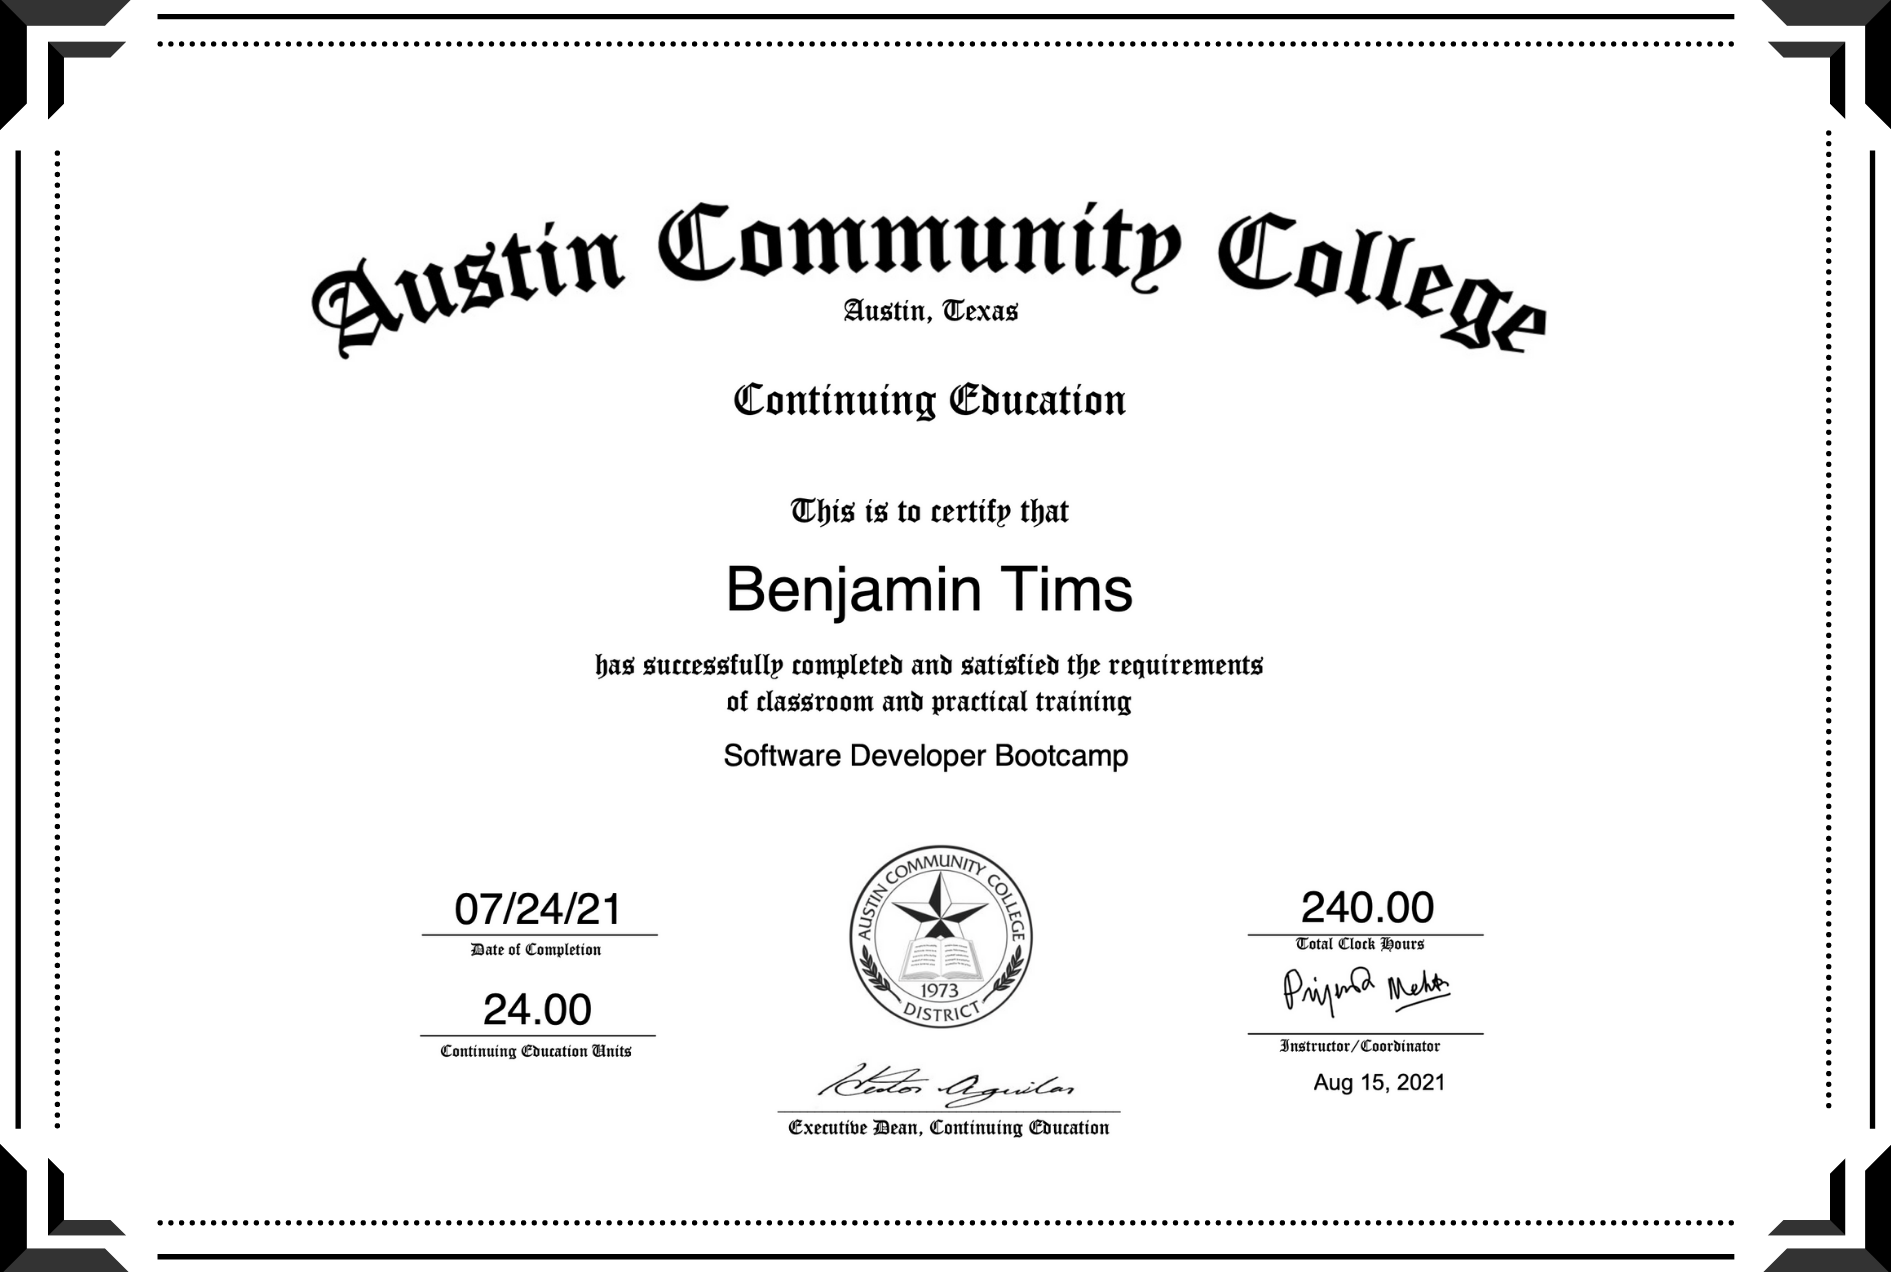 Austin Community College
Austin, Texas
Continuing Education
This is to certify that
Benjamin Tims
has successfully completed and satisfied the requirements
of classroom and practical training
Software Developer Bootcamp
07/24/21
Date of Completion
24.00
Continuing Education Units
AUSTIN COMMUNITY COLLEGE
1973
DISTRICT
Hector Aguilar
Executive Dean, Continuing Education
240.00
Total Clock Hours
Mehta
Instructor/Coordinator
Aug 15, 2021